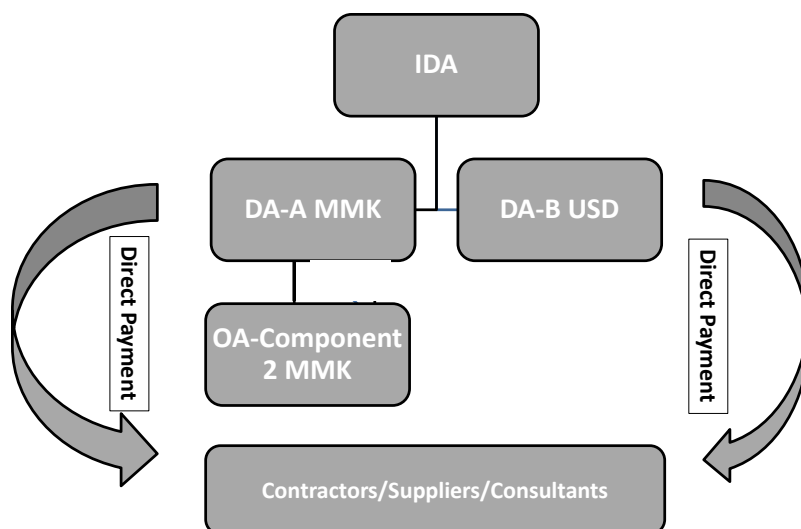 IDA
DA-A MMK
DA-B USD
Direct Payment
Direct Payment
OA-Component
2 MMK
Contractors/Suppliers/Consultants